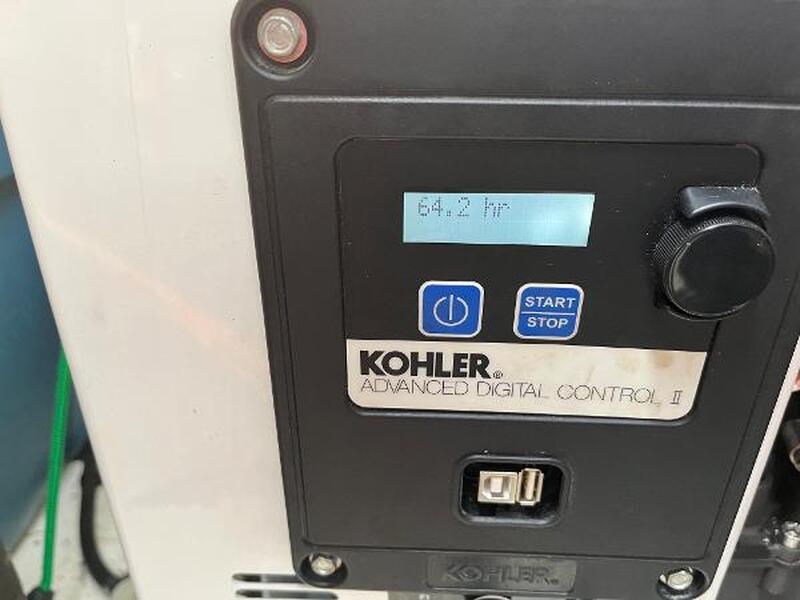 64.2 hr
START
STOP
KOHLER®
ADVANCED DIGITAL CONTROL II
KOHLER®